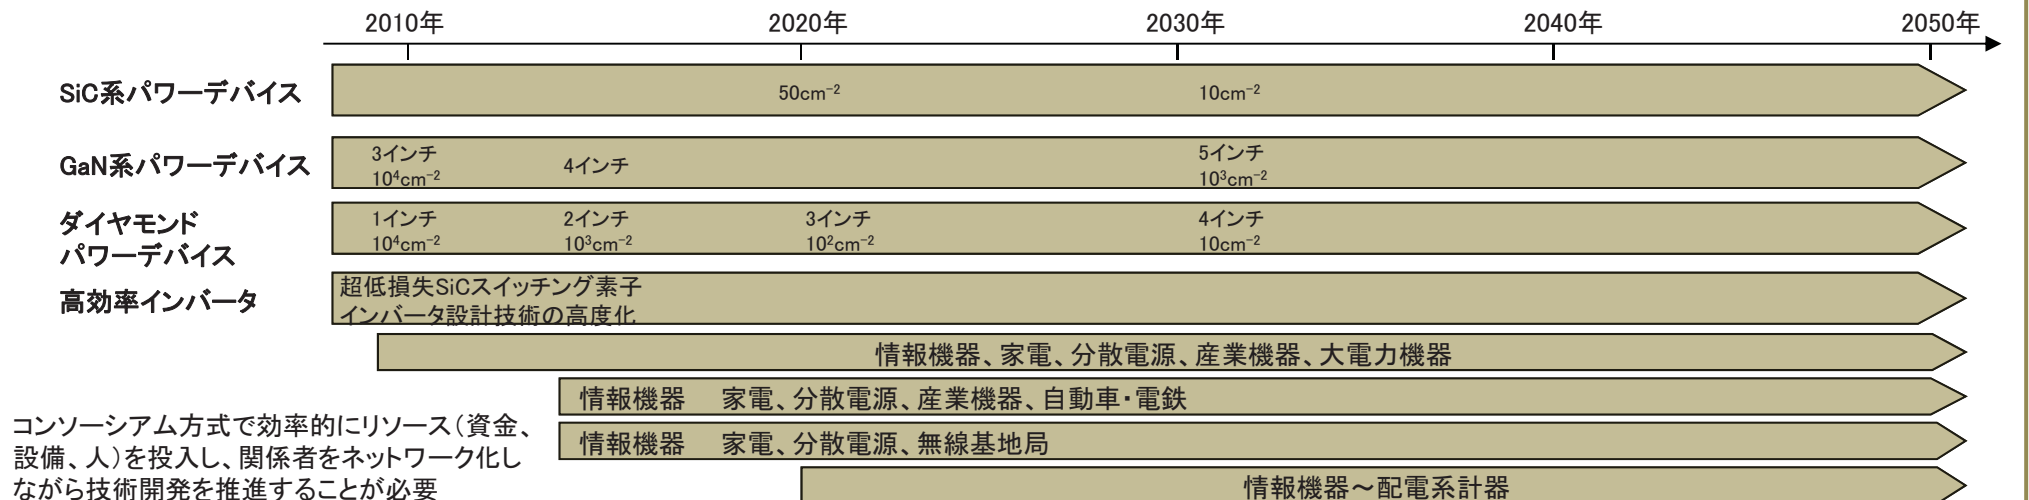 2010年 2020年 2030年 2040年 2050年
SiC系パワーデバイス
50cm⁻² 10cm⁻²
GaN系パワーデバイス
3インチ 4インチ 5インチ
10⁴cm⁻² 10³cm⁻²
ダイヤモンド
パワーデバイス
1インチ 2インチ 3インチ 4インチ
10⁴cm⁻² 10³cm⁻² 10²cm⁻² 10cm⁻²
高効率インバータ
超低損失SiCスイッチング素子
インバータ設計技術の高度化
情報機器、家電、分散電源、産業機器、大電力機器
情報機器 家電、分散電源、産業機器、自動車・電鉄
情報機器 家電、分散電源、無線基地局
情報機器～配電系計器
コンソーシアム方式で効率的にリソース（資金、
設備、人）を投入し、関係者をネットワーク化し
ながら技術開発を推進することが必要